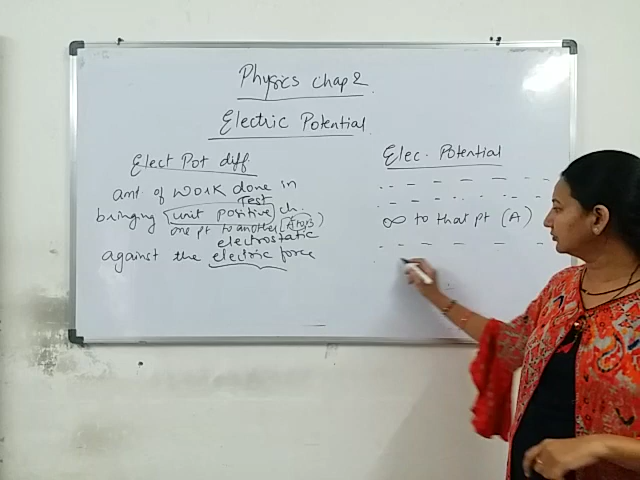 Physics Chap 2
Electric Potential
Elect Pot diff
amt. of work done in
Test
bringing unit positive ch.
one pt to another (A to B)
electrostatic
against the electric force
Elec. Potential
.. - - - - - -
.. - - - - -
∞ to that pt (A)
- - - - - -